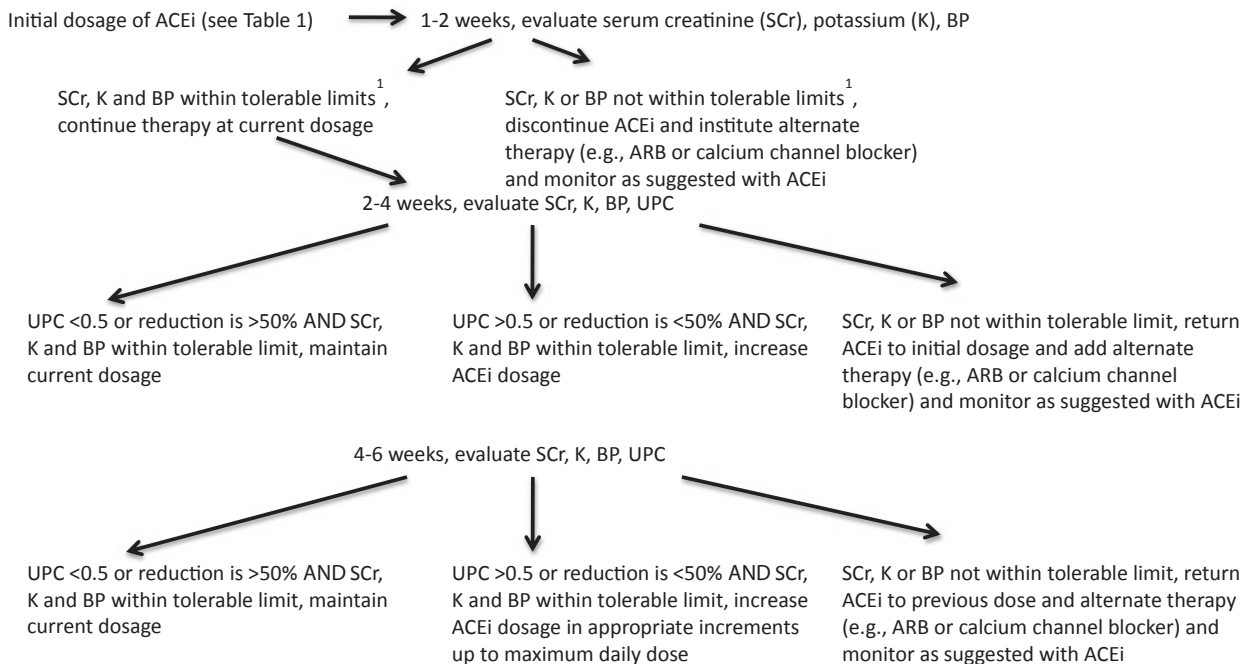 Initial dosage of ACEi (see Table 1)
1-2 weeks, evaluate serum creatinine (SCr), potassium (K), BP
SCr, K and BP within tolerable limits1,
continue therapy at current dosage
SCr, K or BP not within tolerable limits1,
discontinue ACEi and institute alternate
therapy (e.g., ARB or calcium channel blocker)
and monitor as suggested with ACEi
2-4 weeks, evaluate SCr, K, BP, UPC
UPC <0.5 or reduction is >50% AND SCr,
K and BP within tolerable limit, maintain
current dosage
UPC >0.5 or reduction is <50% AND SCr,
K and BP within tolerable limit, increase
ACEi dosage
SCr, K or BP not within tolerable limit, return
ACEi to initial dosage and add alternate
therapy (e.g., ARB or calcium channel
blocker) and monitor as suggested with ACEi
4-6 weeks, evaluate SCr, K, BP, UPC
UPC <0.5 or reduction is >50% AND SCr,
K and BP within tolerable limit, maintain
current dosage
UPC >0.5 or reduction is <50% AND SCr,
K and BP within tolerable limit, increase
ACEi dosage in appropriate increments
up to maximum daily dose
SCr, K or BP not within tolerable limit, return
ACEi to previous dose and alternate therapy
(e.g., ARB or calcium channel blocker) and
monitor as suggested with ACEi